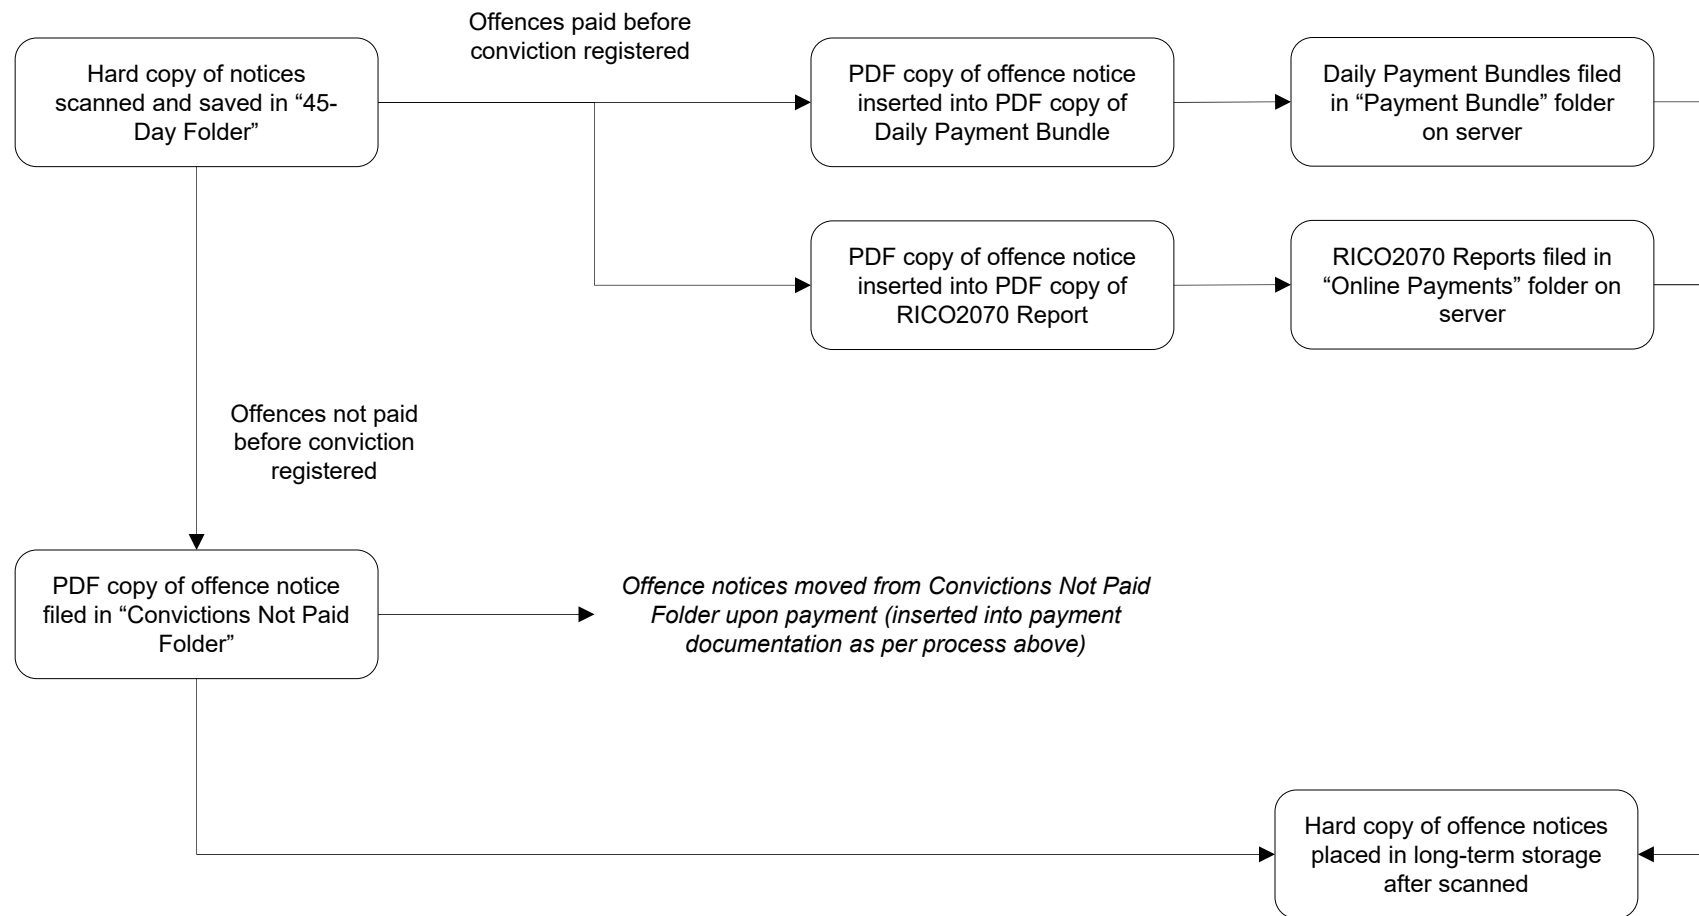 Offences paid before
conviction registered
Hard copy of notices
scanned and saved in “45-
Day Folder”
PDF copy of offence notice
inserted into PDF copy of
Daily Payment Bundle
Daily Payment Bundles filed
in “Payment Bundle” folder
on server
PDF copy of offence notice
inserted into PDF copy of
RICO2070 Report
RICO2070 Reports filed in
“Online Payments” folder on
server
Offences not paid
before conviction
registered
PDF copy of offence notice
filed in “Convictions Not Paid
Folder”
Offence notices moved from Convictions Not Paid
Folder upon payment (inserted into payment
documentation as per process above)
Hard copy of offence notices
placed in long-term storage
after scanned